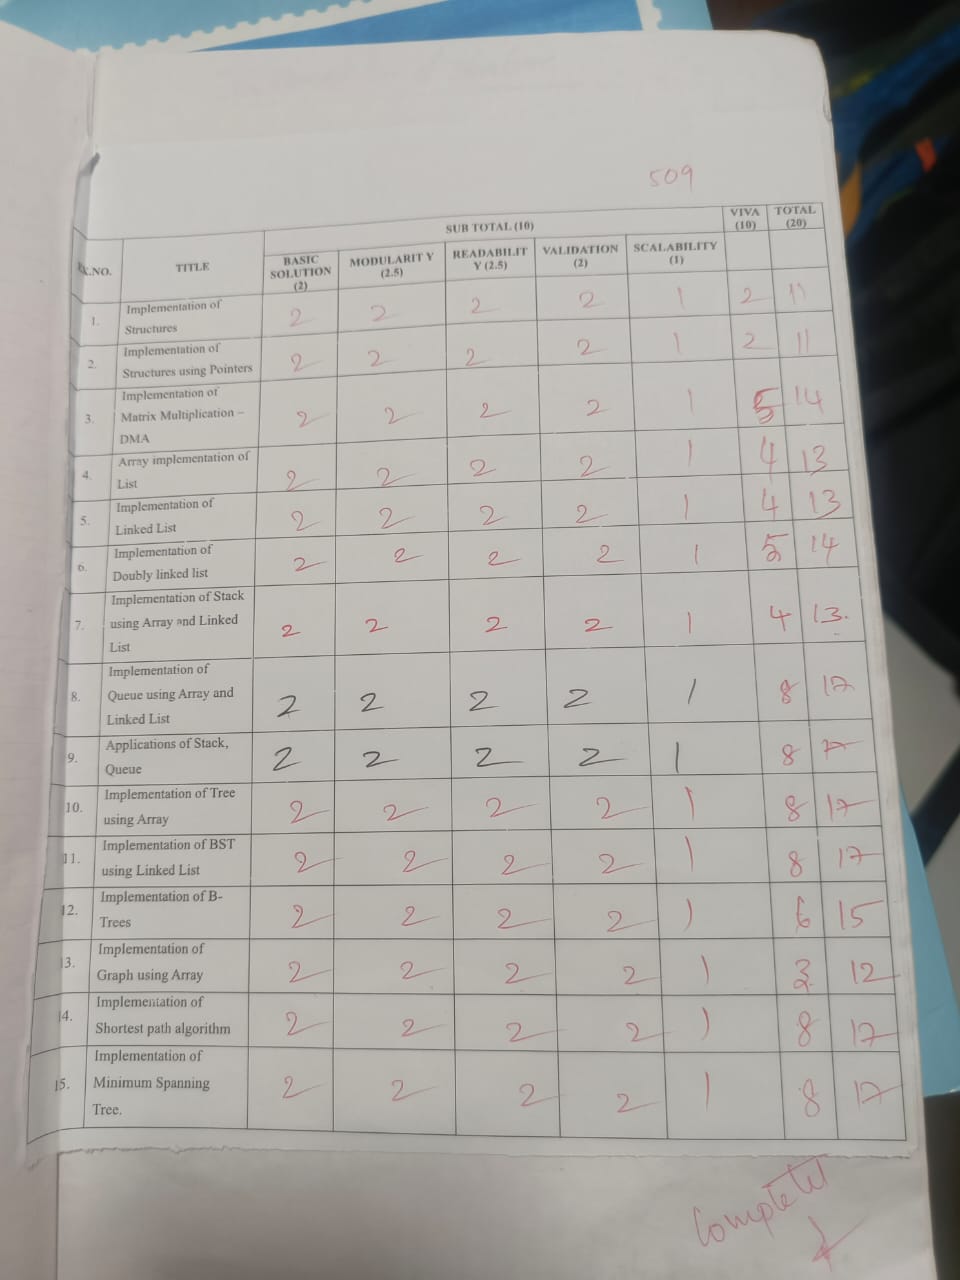 509
EX.NO. TITLE SUB TOTAL (10) VIVA (10) TOTAL (20)
BASIC SOLUTION (2) MODULARIT Y (2.5) READABILIT Y (2.5) VALIDATION (2) SCALABILITY (1)
1. Implementation of Structures 2 2 2 2 1 2 11
2. Implementation of Structures using Pointers 2 2 2 2 1 2 11
3. Implementation of Matrix Multiplication – DMA 2 2 2 2 1 5 14
4. Array implementation of List 2 2 2 2 1 4 13
5. Implementation of Linked List 2 2 2 2 1 4 13
6. Implementation of Doubly linked list 2 2 2 2 1 5 14
7. Implementation of Stack using Array and Linked List 2 2 2 2 1 4 13.
8. Implementation of Queue using Array and Linked List 2 2 2 2 1 8 17
9. Applications of Stack, Queue 2 2 2 2 1 8 17
10. Implementation of Tree using Array 2 2 2 2 1 8 17
11. Implementation of BST using Linked List 2 2 2 2 1 8 17
12. Implementation of B-Trees 2 2 2 2 1 6 15
13. Implementation of Graph using Array 2 2 2 2 1 3 12
14. Implementation of Shortest path algorithm 2 2 2 2 1 8 17
15. Implementation of Minimum Spanning Tree. 2 2 2 2 1 8 17
Completed